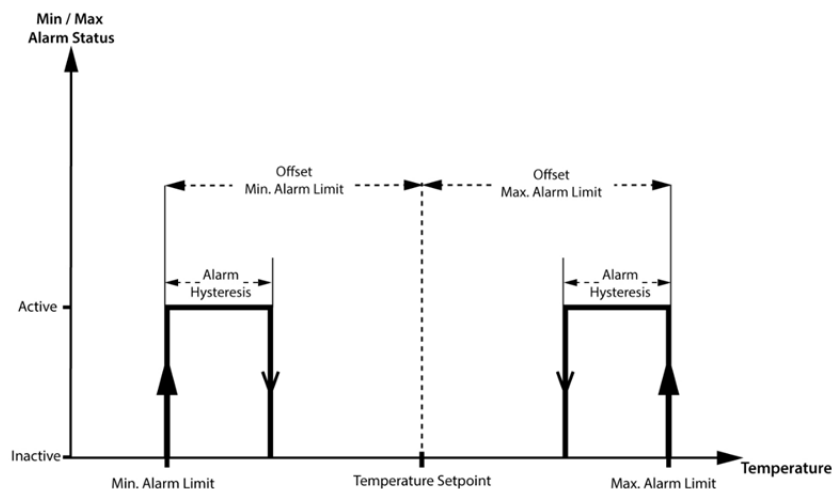 Min / Max
Alarm Status
Offset
Min. Alarm Limit
Offset
Max. Alarm Limit
Alarm
Hysteresis
Alarm
Hysteresis
Active
Inactive
Temperature
Min. Alarm Limit
Temperature Setpoint
Max. Alarm Limit